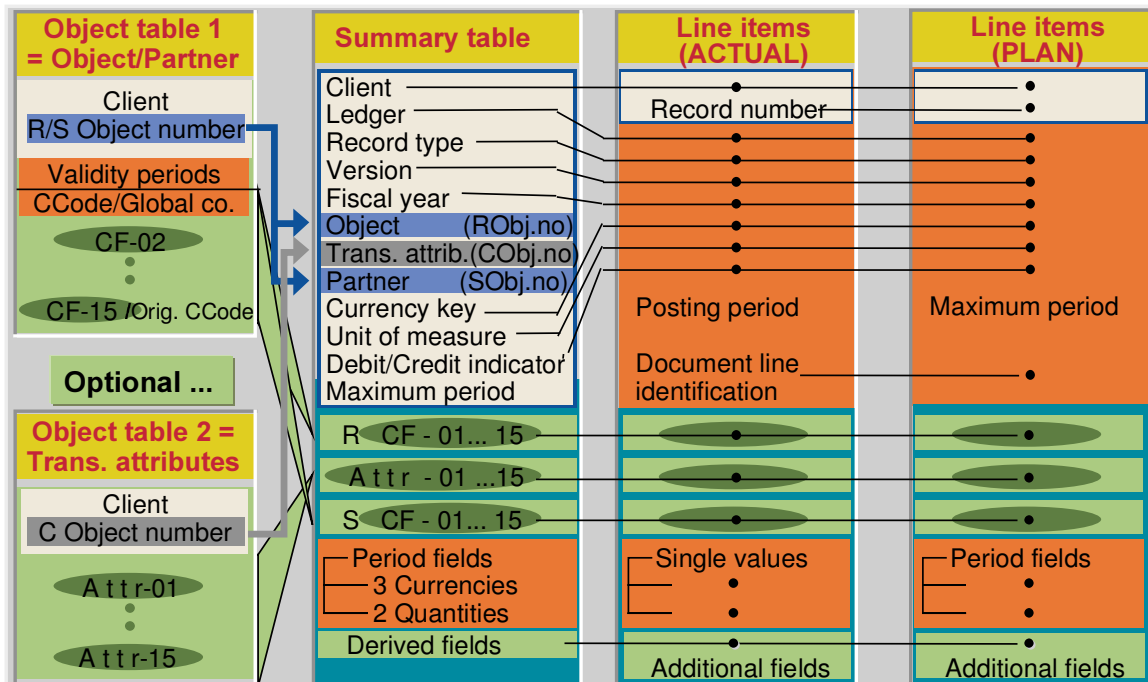 Object table 1
= Object/Partner
Client
R/S Object number
Validity periods
CCode/Global co.
CF-02
CF-15 /Orig. CCode
Optional ...
Object table 2 =
Trans. attributes
Client
C Object number
A t t r-01
A t t r-15
Summary table
Client
Ledger
Record type
Version
Fiscal year
Object (RObj.no)
Trans. attrib.(CObj.no)
Partner (SObj.no)
Currency key
Unit of measure
Debit/Credit indicator
Maximum period
R CF - 01... 15
A t t r - 01 ...15
S CF - 01... 15
Period fields
3 Currencies
2 Quantities
Derived fields
Line items
(ACTUAL)
Record number
Posting period
Document line
identification
Single values
Additional fields
Line items
(PLAN)
Maximum period
Period fields
Additional fields